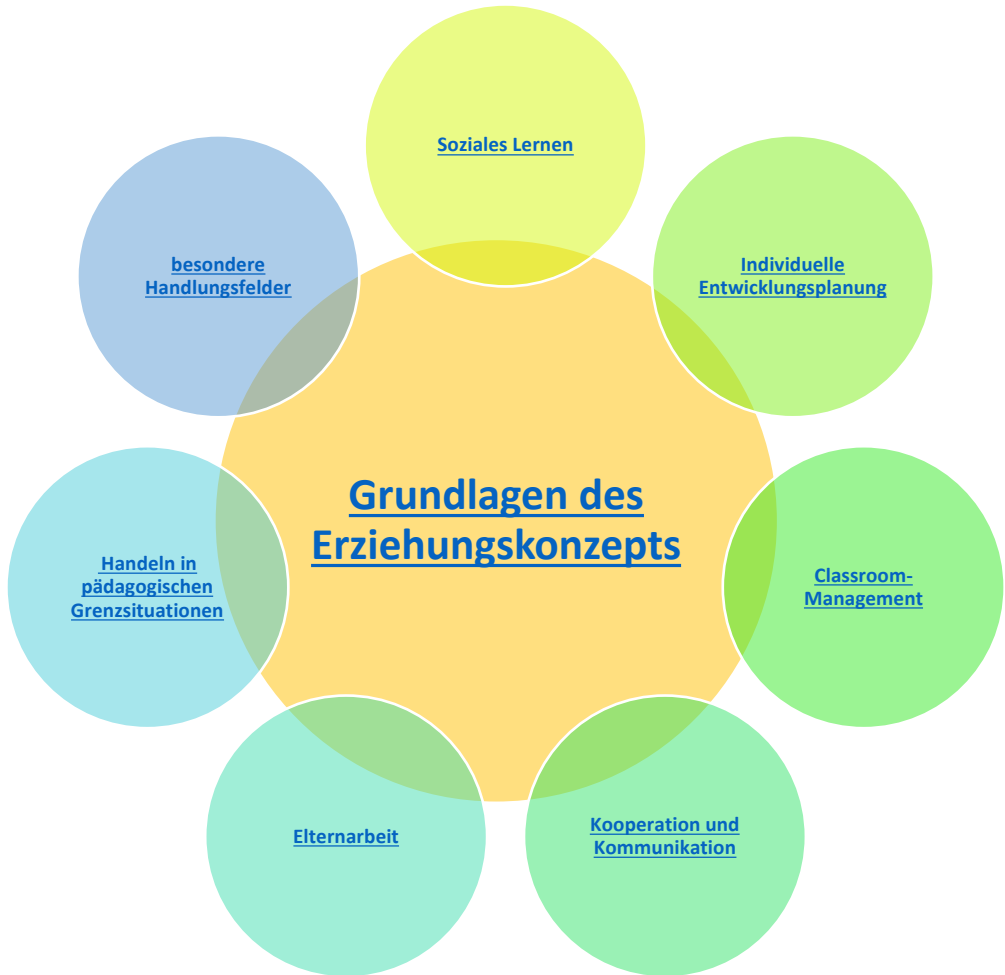 Soziales Lernen
besondere
Handlungsfelder
Individuelle
Entwicklungsplanung
Grundlagen des
Erziehungskonzepts
Handeln in
pädagogischen
Grenzsituationen
Classroom-
Management
Elternarbeit
Kooperation und
Kommunikation